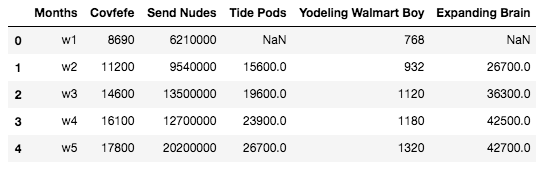 Months Covfefe Send Nudes Tide Pods Yodeling Walmart Boy Expanding Brain
0 w1 8690 6210000 NaN 768 NaN
1 w2 11200 9540000 15600.0 932 26700.0
2 w3 14600 13500000 19600.0 1120 36300.0
3 w4 16100 12700000 23900.0 1180 42500.0
4 w5 17800 20200000 26700.0 1320 42700.0